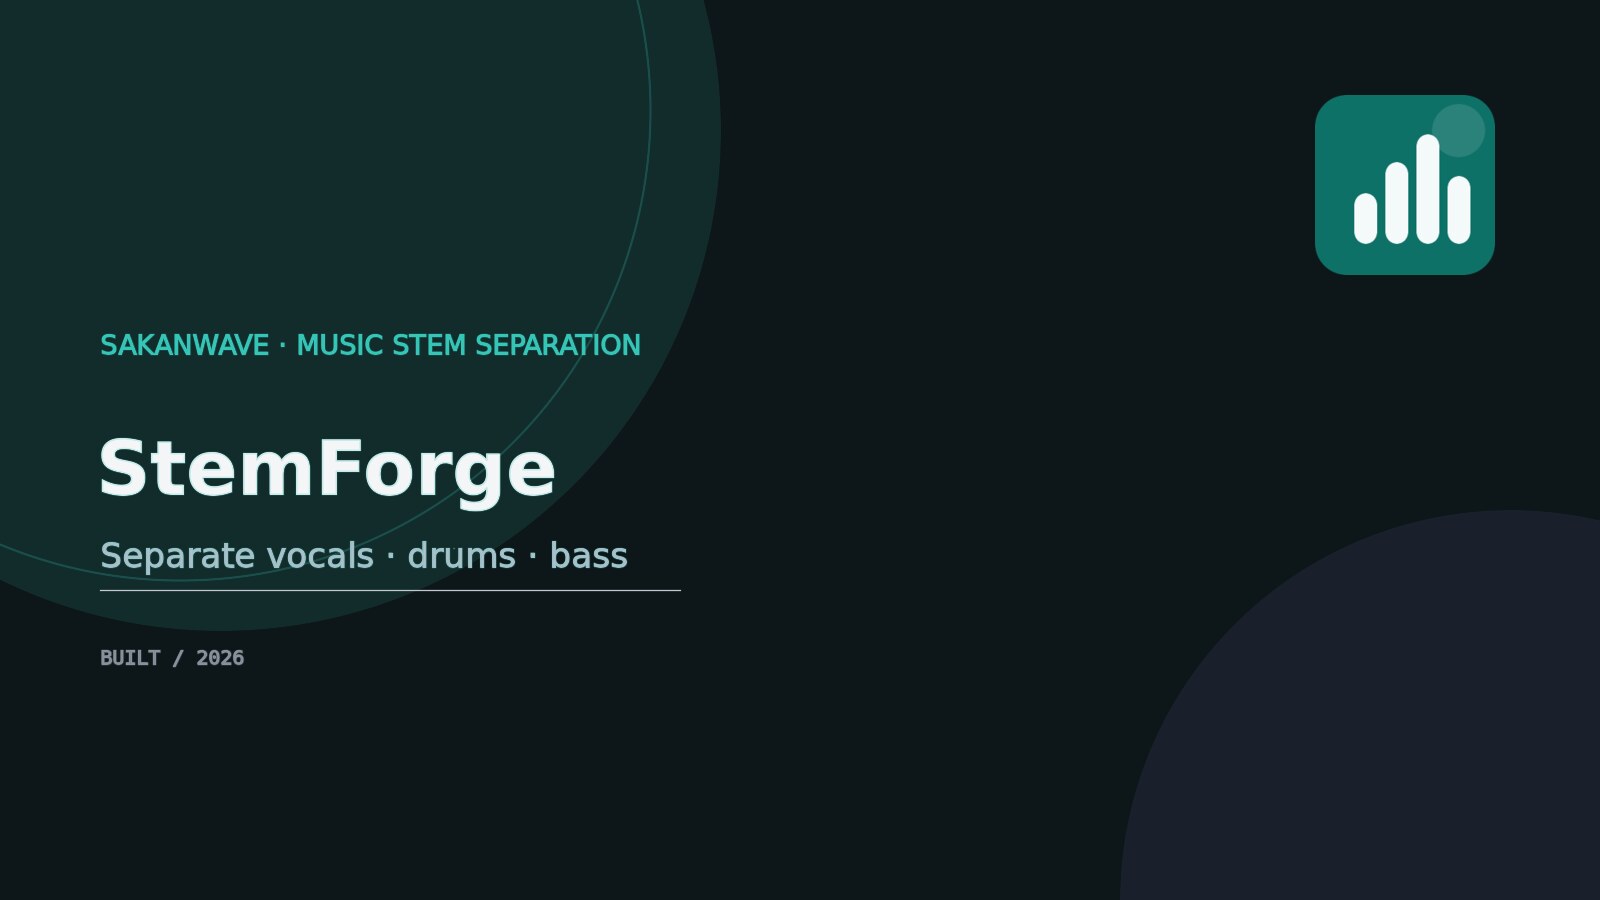 SAKANWAVE · MUSIC STEM SEPARATION
StemForge
Separate vocals · drums · bass
BUILT / 2026